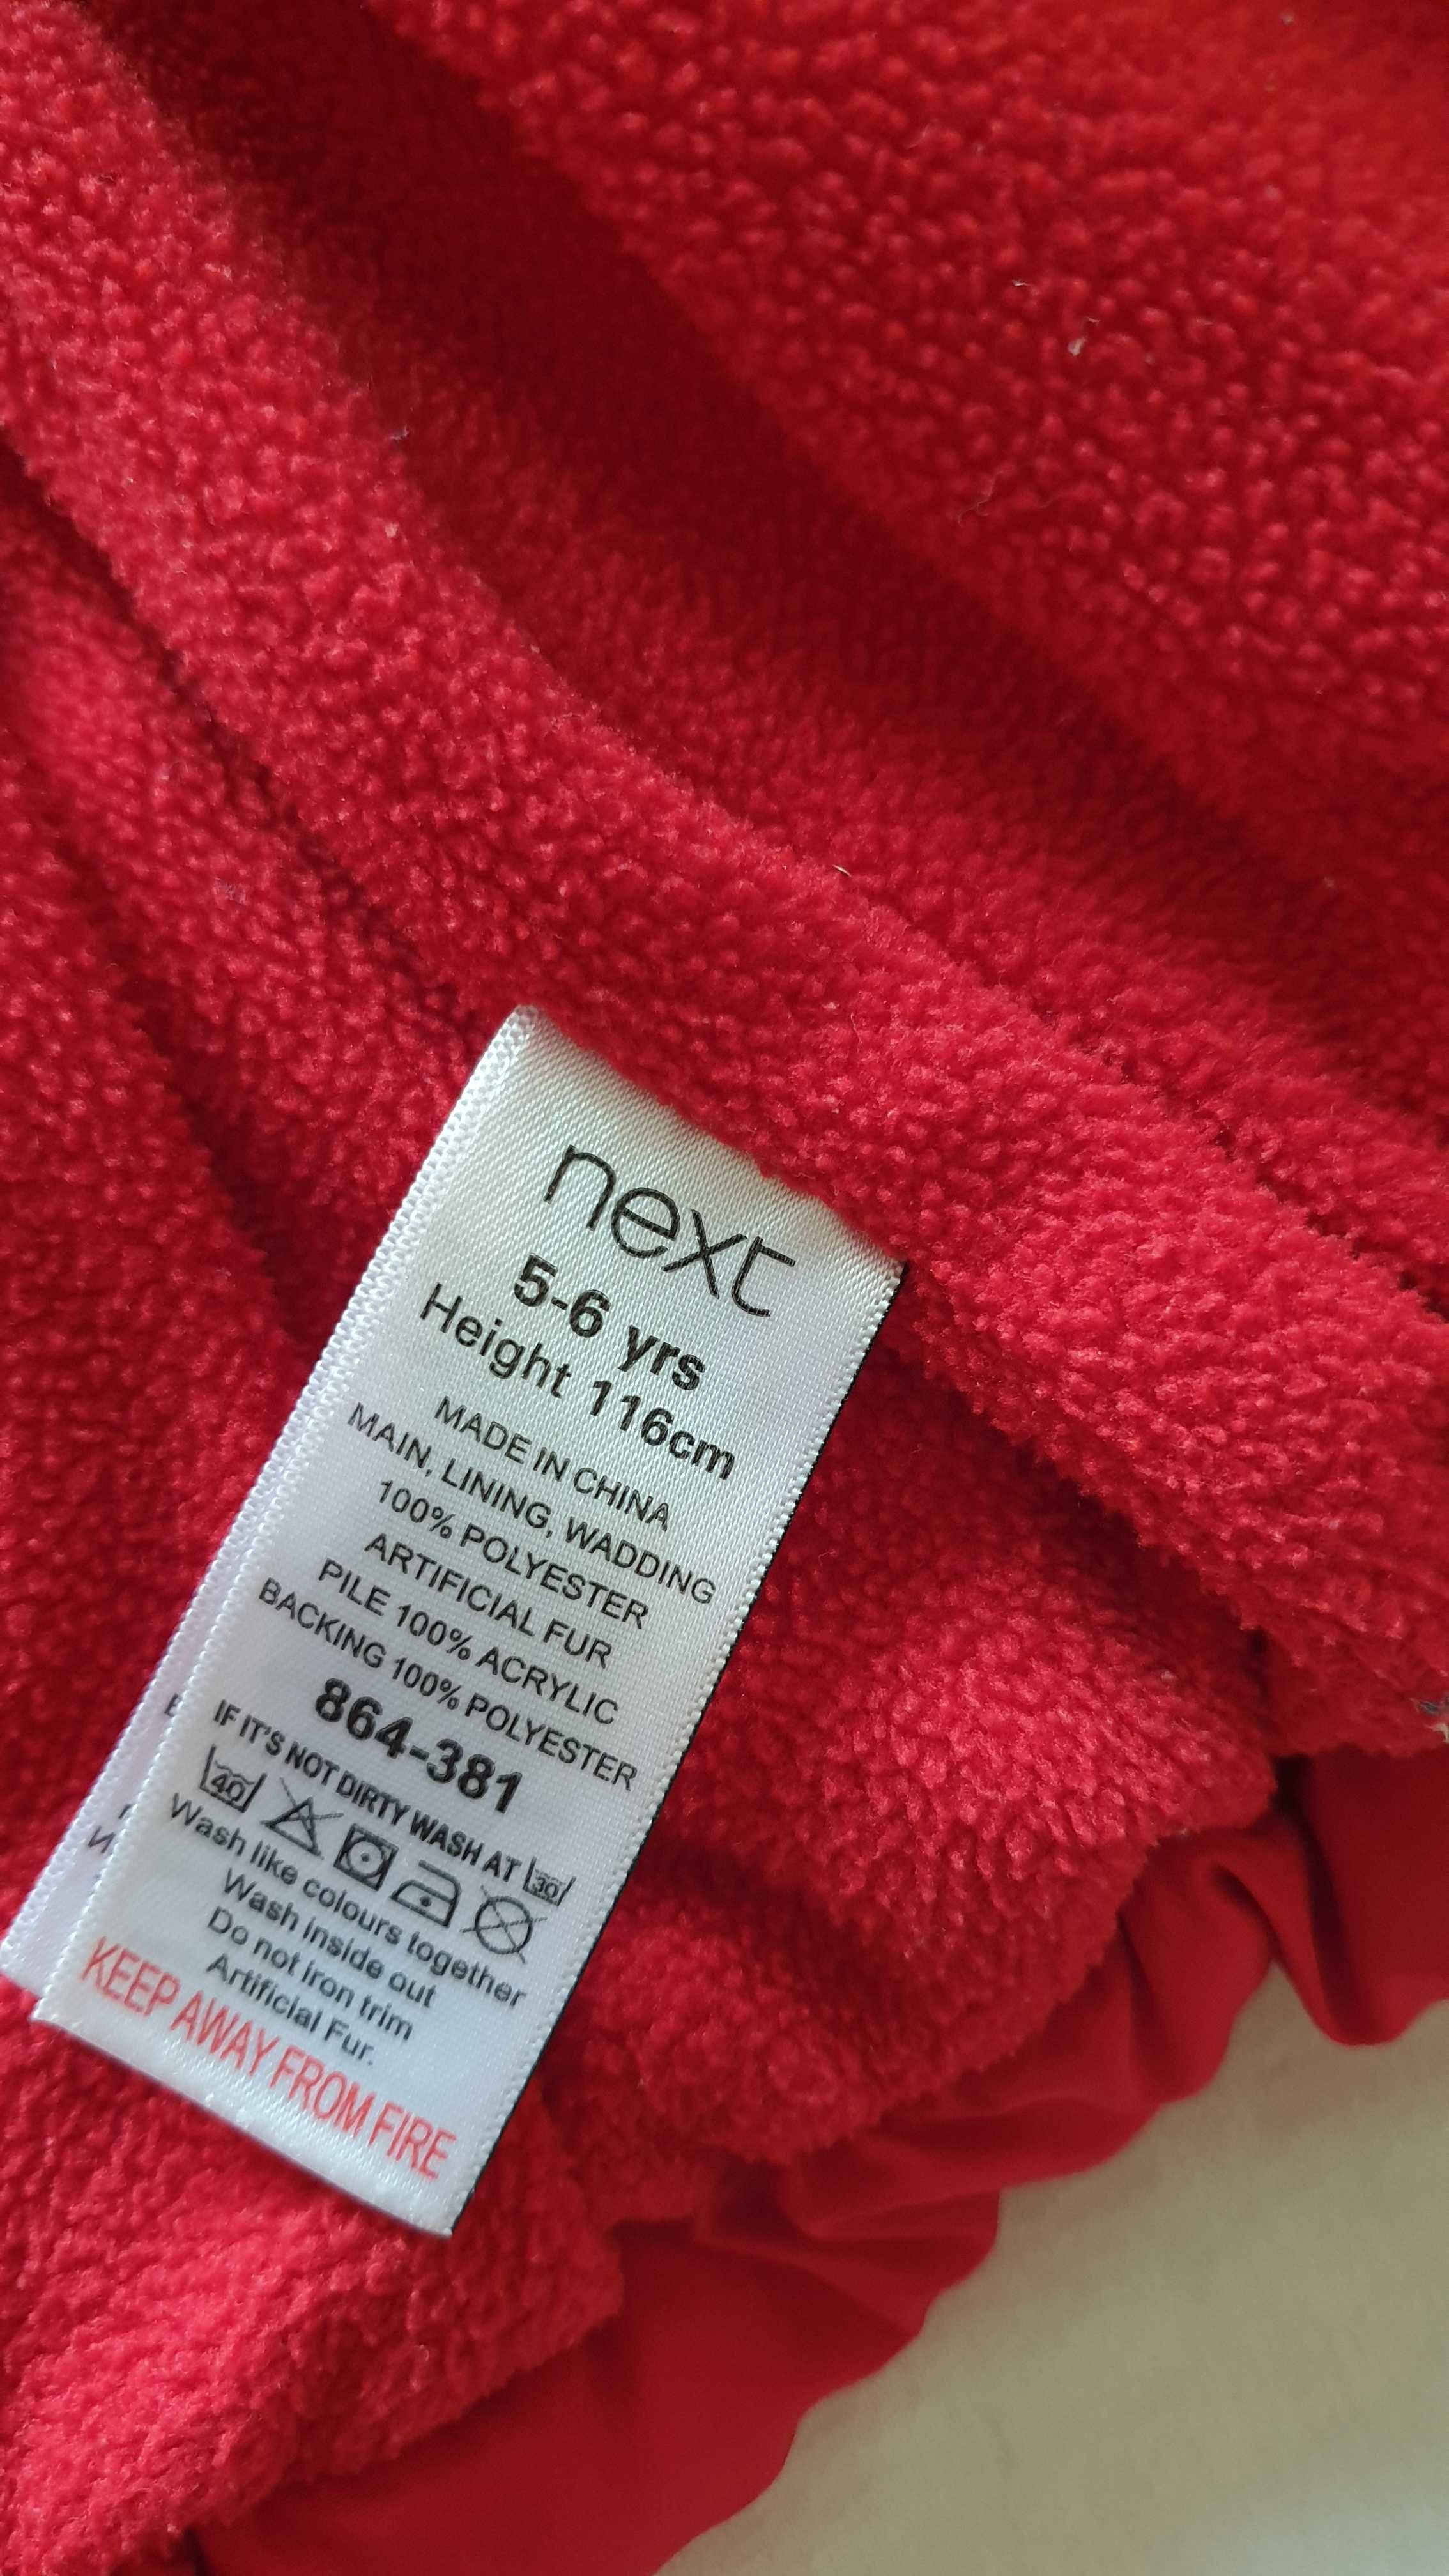 next
5-6 yrs
Height 116cm
MADE IN CHINA
MAIN, LINING, WADDING
100% POLYESTER
ARTIFICIAL FUR
PILE 100% ACRYLIC
BACKING 100% POLYESTER
864-381
IF IT'S NOT DIRTY WASH AT 30
40
Wash like colours together
Wash inside out
Do not iron trim
Artificial Fur.
KEEP AWAY FROM FIRE